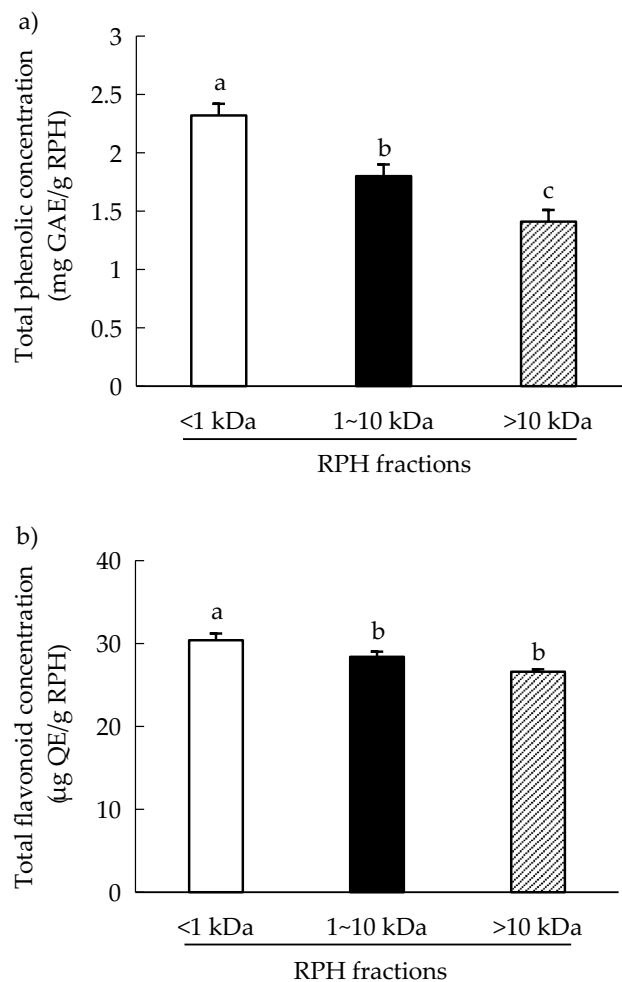 a)
Total phenolic concentration
(mg GAE/g RPH)
3
2.5
2
1.5
1
0.5
0
a
b
c
<1 kDa 1~10 kDa >10 kDa
RPH fractions
b)
Total flavonoid concentration
(µg QE/g RPH)
40
30
20
10
0
a
b
b
<1 kDa 1~10 kDa >10 kDa
RPH fractions